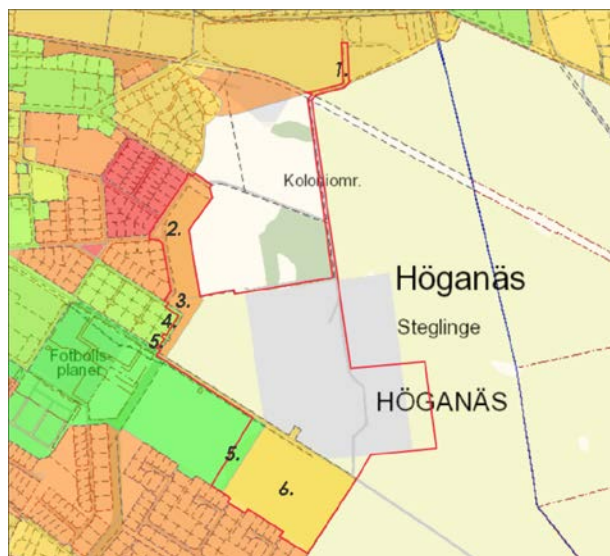 1.
Koloniomr.
2.
Höganäs
3.
Steglinge
4.
5.
Fotbolls-
planer
HÖGANÄS
5.
6.